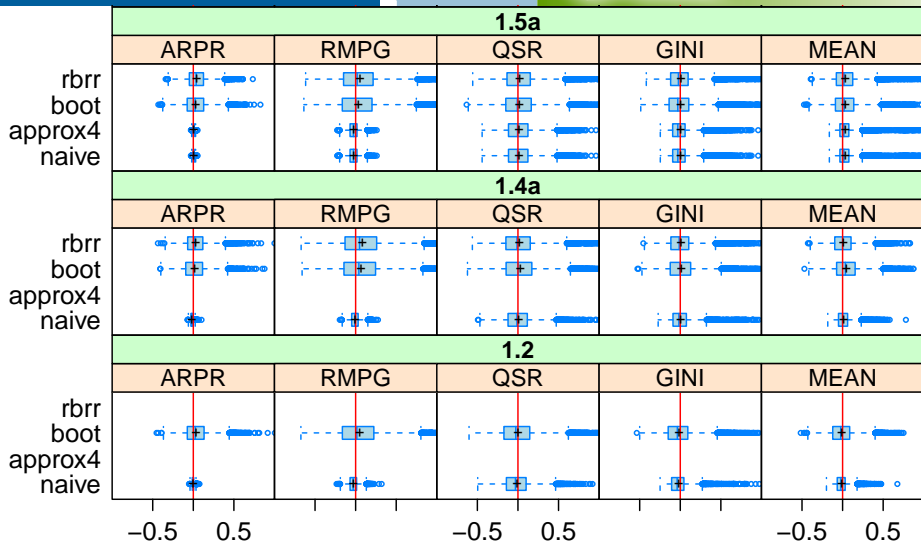 1.5a
ARPR RMPG QSR GINI MEAN
rbrr
boot
approx4
naive
1.4a
ARPR RMPG QSR GINI MEAN
rbrr
boot
approx4
naive
1.2
ARPR RMPG QSR GINI MEAN
rbrr
boot
approx4
naive
−0.5 0.5 −0.5 0.5 −0.5 0.5